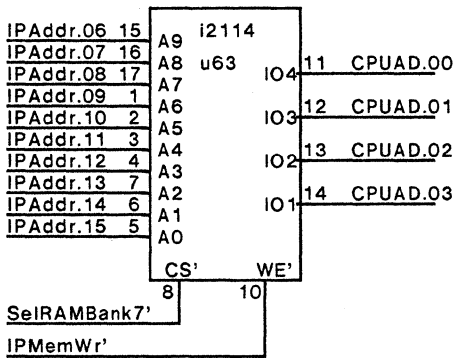 i2114
u63
IPAddr.06 15 A9
IPAddr.07 16 A8
IPAddr.08 17 A7
IPAddr.09 1 A6
IPAddr.10 2 A5
IPAddr.11 3 A4
IPAddr.12 4 A3
IPAddr.13 7 A2
IPAddr.14 6 A1
IPAddr.15 5 A0
IO4 11 CPUAD.00
IO3 12 CPUAD.01
IO2 13 CPUAD.02
IO1 14 CPUAD.03
CS' WE'
8 10
SelRAMBank7'
IPMemWr'